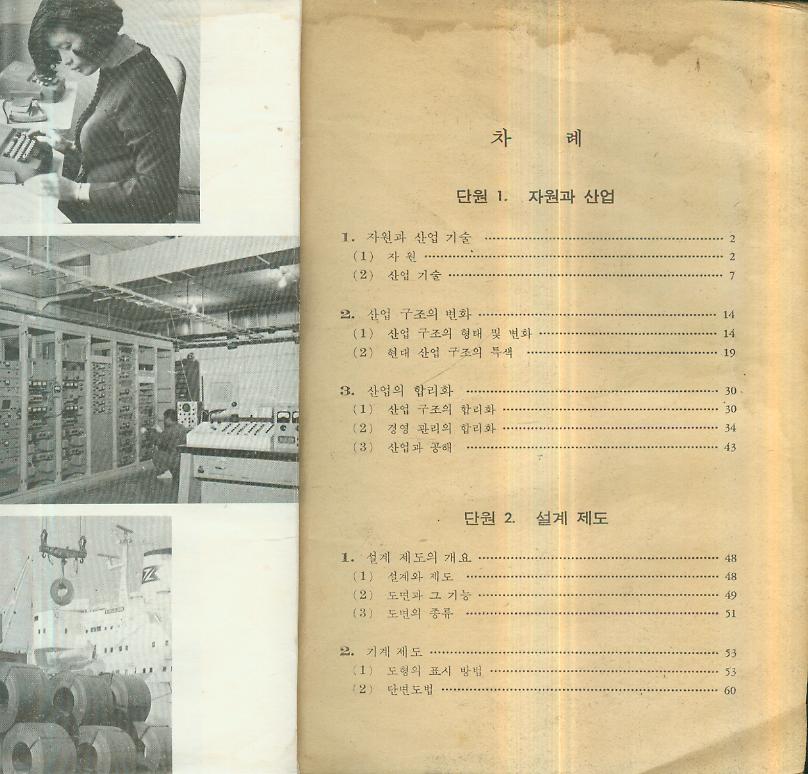 차 례
단원 1. 자원과 산업
1. 자원과 산업 기술 2
(1) 자 원 2
(2) 산업 기술 7
2. 산업 구조의 변화 14
(1) 산업 구조의 형태 및 변화 14
(2) 현대 산업 구조의 특색 19
3. 산업의 합리화 30
(1) 산업 구조의 합리화 30
(2) 경영 관리의 합리화 34
(3) 산업과 공해 43
단원 2. 설계 제도
1. 설계 제도의 개요 48
(1) 설계와 제도 48
(2) 도면과 그 기능 49
(3) 도면의 종류 51
2. 기계 제도 53
(1) 도형의 표시 방법 53
(2) 단면도법 60